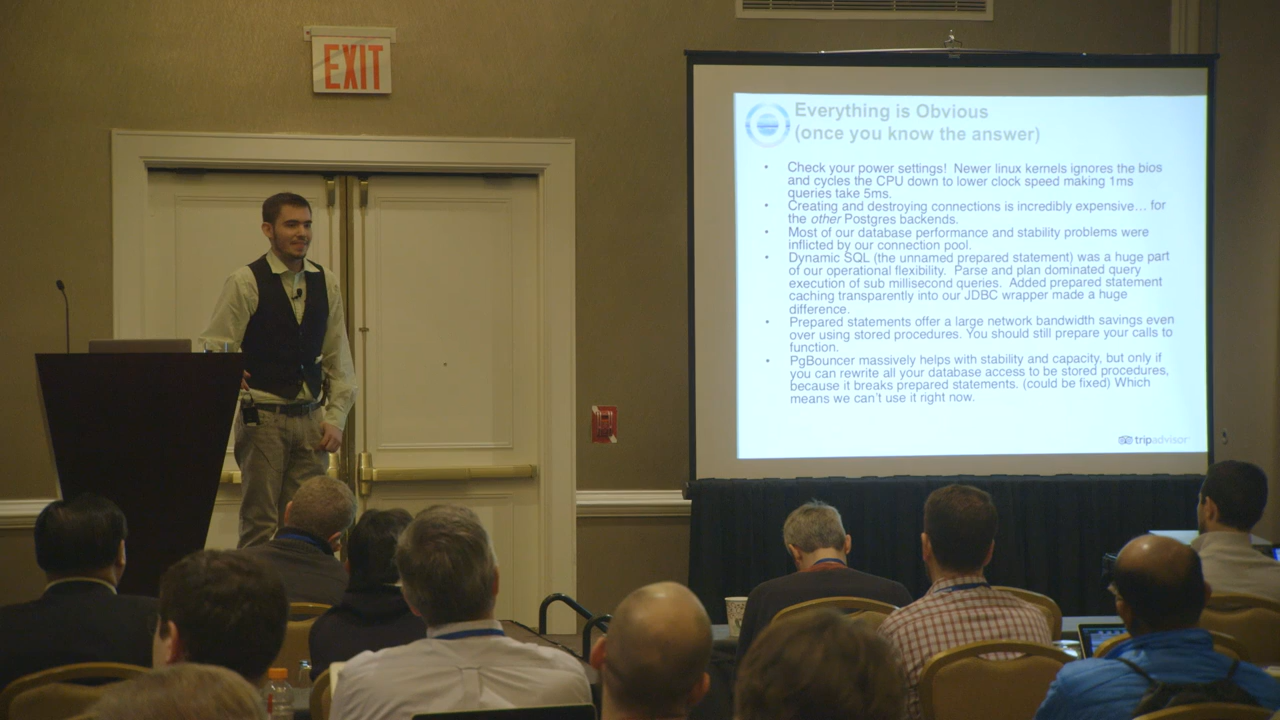 EXIT
Everything is Obvious
(once you know the answer)
• Check your power settings! Newer linux kernels ignores the bios
and cycles the CPU down to lower clock speed making 1ms
queries take 5ms.
• Creating and destroying connections is incredibly expensive... for
the other Postgres backends.
• Most of our database performance and stability problems were
inflicted by our connection pool.
• Dynamic SQL (the unnamed prepared statement) was a huge part
of our operational flexibility. Parse and plan dominated query
execution of sub millisecond queries. Added prepared statement
caching transparently into our JDBC wrapper made a huge
difference.
• Prepared statements offer a large network bandwidth savings even
over using stored procedures. You should still prepare your calls to
function.
• PgBouncer massively helps with stability and capacity, but only if
you can rewrite all your database access to be stored procedures,
because it breaks prepared statements. (could be fixed) Which
means we can't use it right now.
tripadvisor